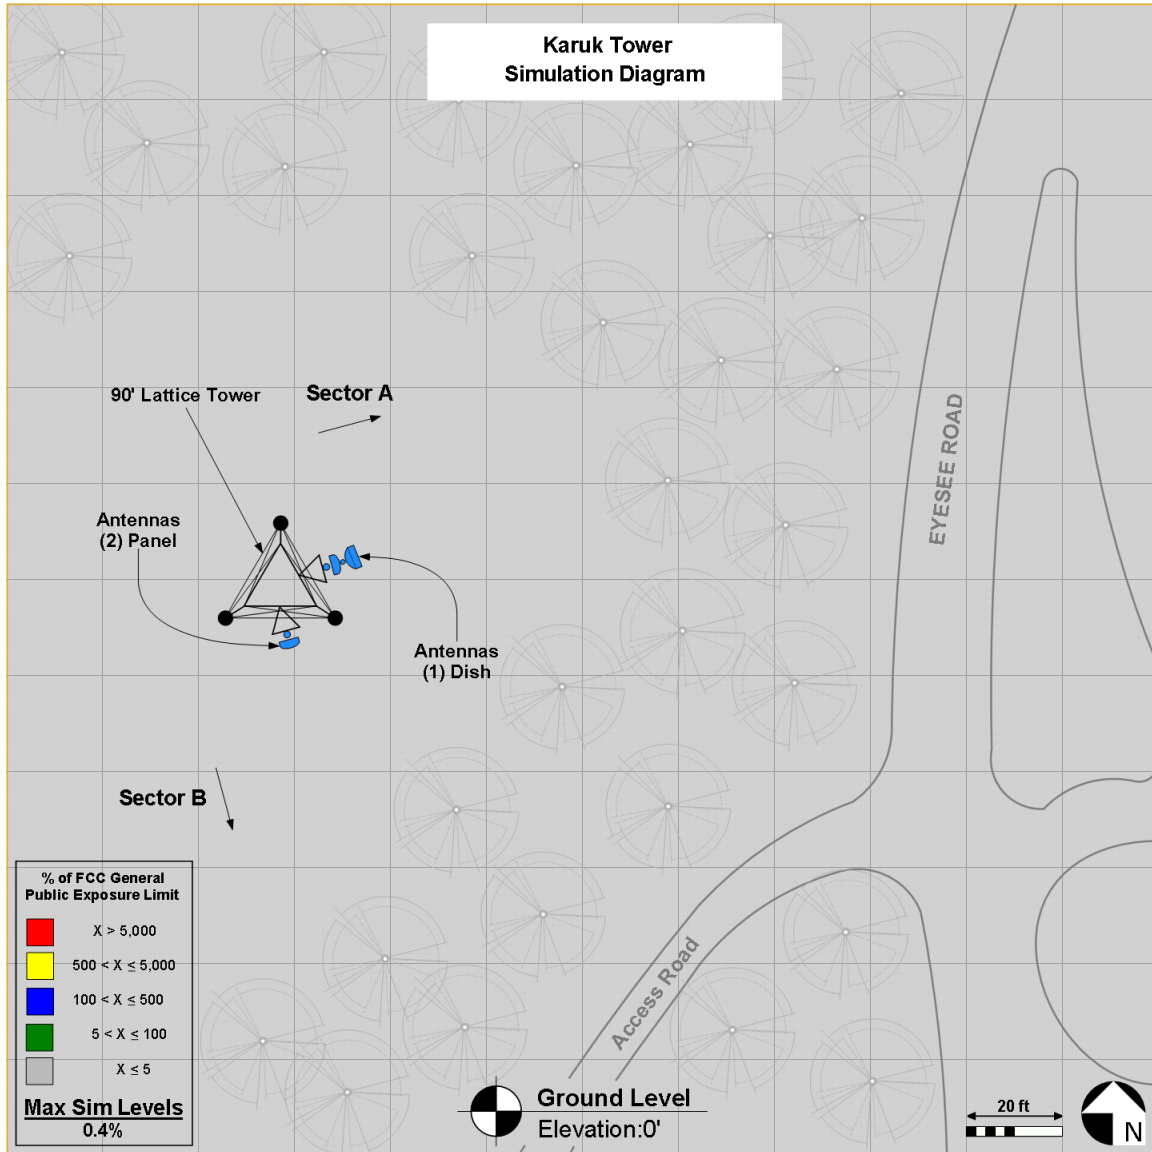 Karuk Tower
Simulation Diagram
90' Lattice Tower
Sector A
Antennas
(2) Panel
EYESEE ROAD
Antennas
(1) Dish
Sector B
% of FCC General
Public Exposure Limit
X > 5,000
500 < X ≤ 5,000
100 < X ≤ 500
5 < X ≤ 100
X ≤ 5
Max Sim Levels
0.4%
Access Road
Ground Level
Elevation:0'
20 ft
N